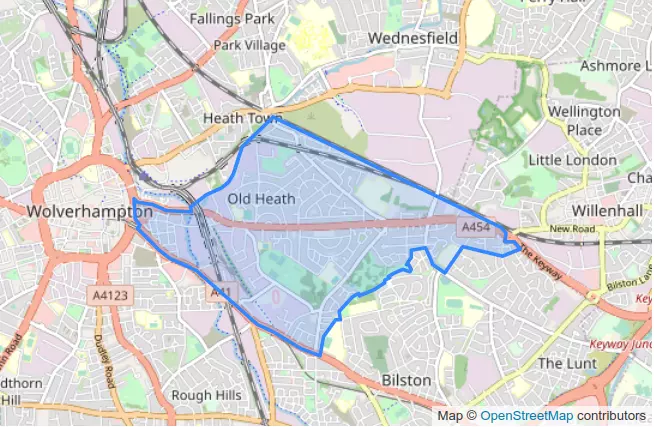 Fallings Park
Park Village
Wednesfield
Ashmore L
Heath Town
Wellington
Place
Little London
Cha
Old Heath
Wolverhampton
Willenhall
A454
New Road
The Keyway
A4123
A41
Bilston Lane
Dudley Road
Key
Keyway Junc
The Lunt
Bilston
Rough Hills
dthorn
Hill
Map © OpenStreetMap contributors